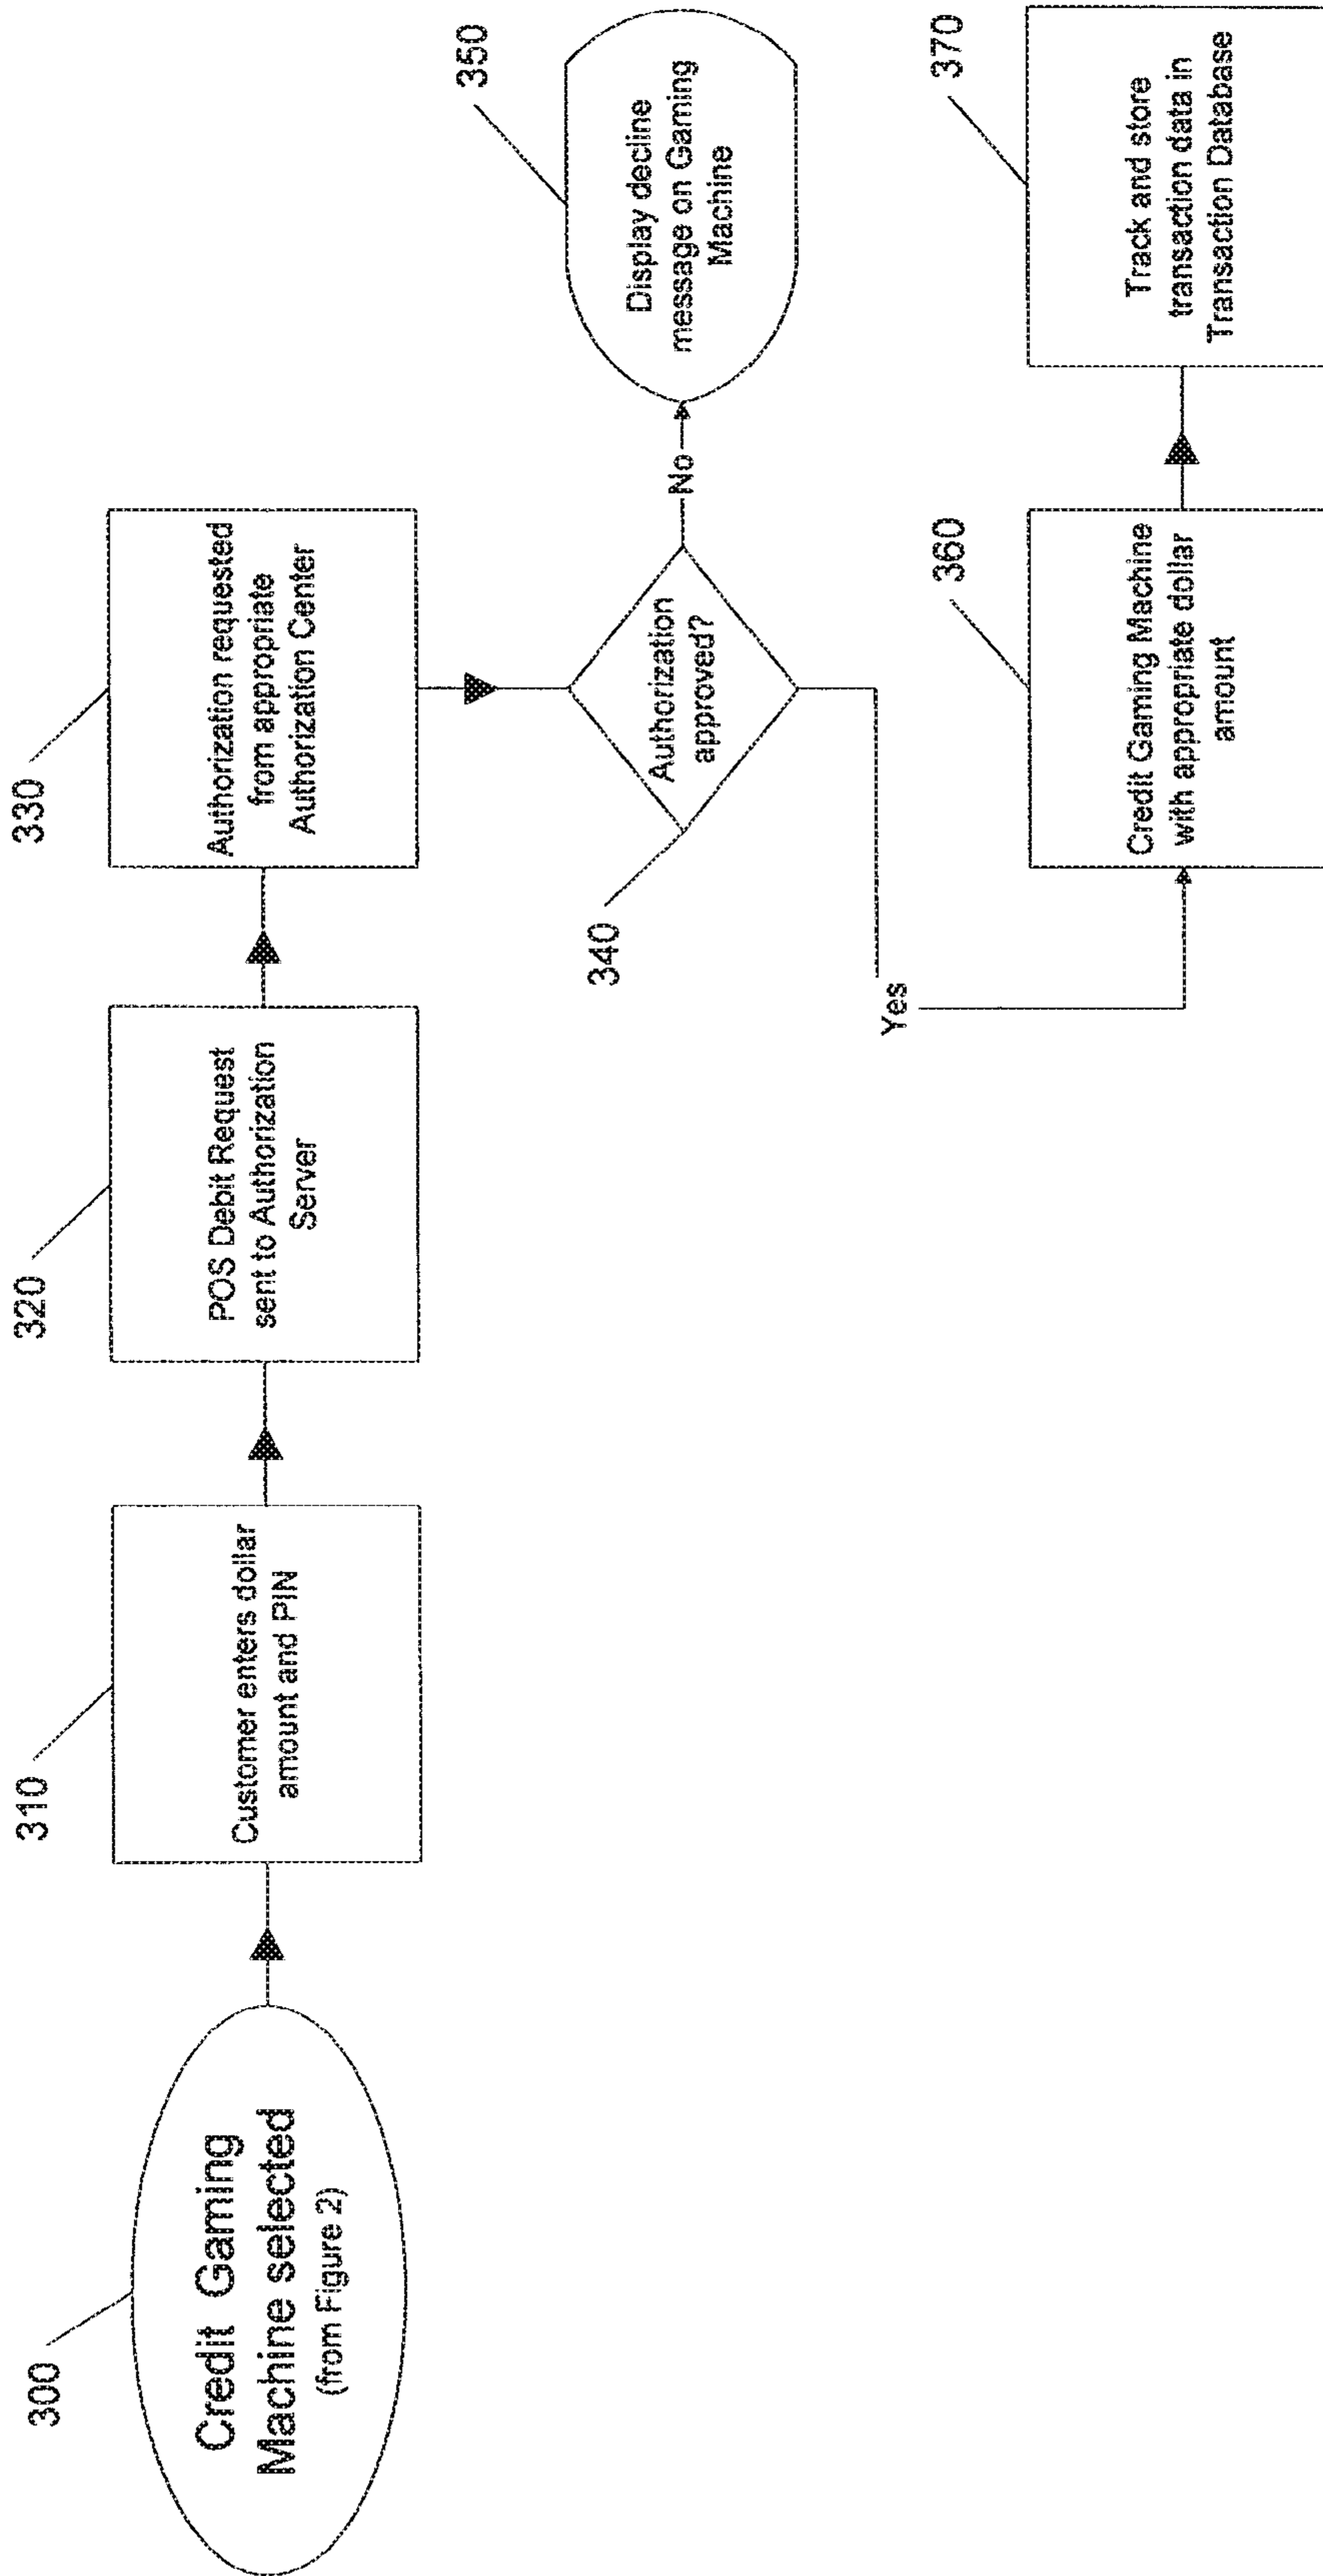 300
Credit Gaming
Machine selected
(from Figure 2)
310
Customer enters dollar
amount and PIN
320
POS Debit Request
sent to Authorization
Server
330
Authorization requested
from appropriate
Authorization Center
340
Authorization
approved?
No
350
Display decline
message on Gaming
Machine
Yes
360
Credit Gaming Machine
with appropriate dollar
amount
370
Track and store
transaction data in
Transaction Database